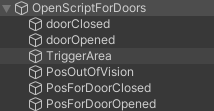 OpenScriptForDoors
doorClosed
doorOpened
TriggerArea
PosOutOfVision
PosForDoorClosed
PosForDoorOpened